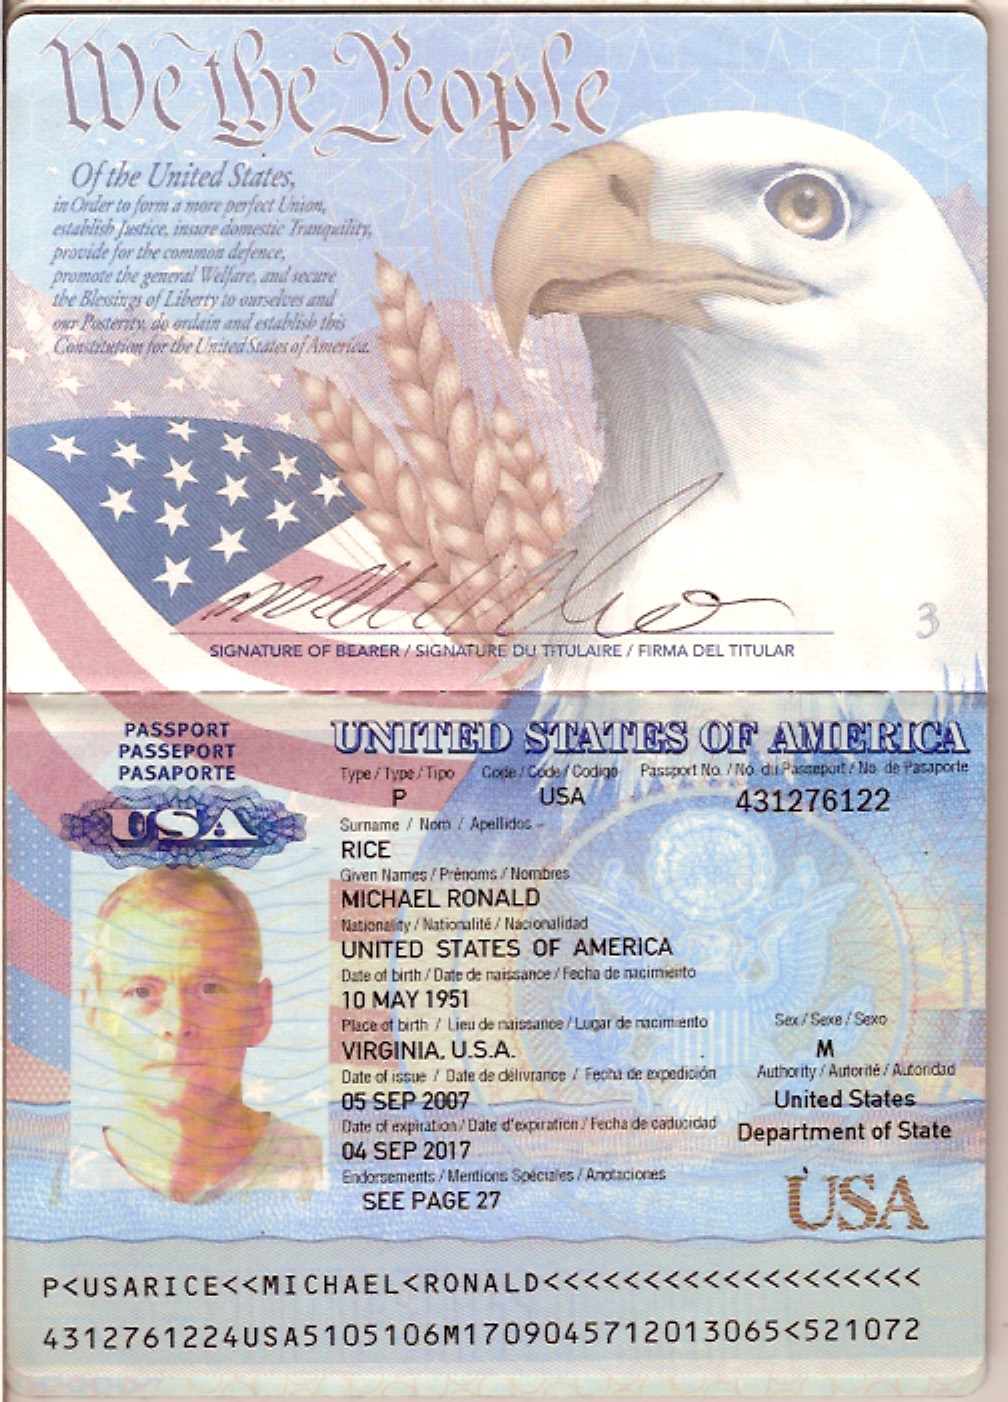 We the People
Of the United States,
in Order to form a more perfect Union,
establish Justice, insure domestic Tranquility,
provide for the common defence,
promote the general Welfare, and secure
the Blessings of Liberty to ourselves and
our Posterity, do ordain and establish this
Constitution for the United States of America.
3
SIGNATURE OF BEARER / SIGNATURE DU TITULAIRE / FIRMA DEL TITULAR
PASSPORT
PASSEPORT
PASAPORTE
USA
UNITED STATES OF AMERICA
Type / Type / Tipo Code / Code / Codigo Passport No. / No. du Passeport / No. de Pasaporte
P USA 431276122
Surname / Nom / Apellidos
RICE
Given Names / Prénoms / Nombres
MICHAEL RONALD
Nationality / Nationalité / Nacionalidad
UNITED STATES OF AMERICA
Date of birth / Date de naissance / Fecha de nacimiento
10 MAY 1951
Place of birth / Lieu de naissance / Lugar de nacimiento Sex / Sexe / Sexo
VIRGINIA, U.S.A. M
Date of issue / Date de délivrance / Fecha de expedición Authority / Autorité / Autoridad
05 SEP 2007 United States
Date of expiration / Date d'expiration / Fecha de caducidad Department of State
04 SEP 2017
Endorsements / Mentions Spéciales / Anotaciones
SEE PAGE 27
USA
P<USARICE<<MICHAEL<RONALD<<<<<<<<<<<<<<<<<<<
4312761224USA5105106M1709045712013065<521072